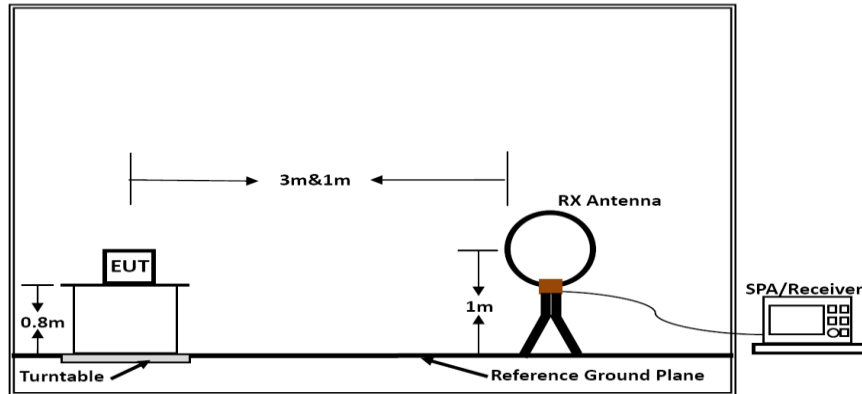 3m&1m
RX Antenna
EUT
1m
0.8m
SPA/Receiver
Turntable
Reference Ground Plane